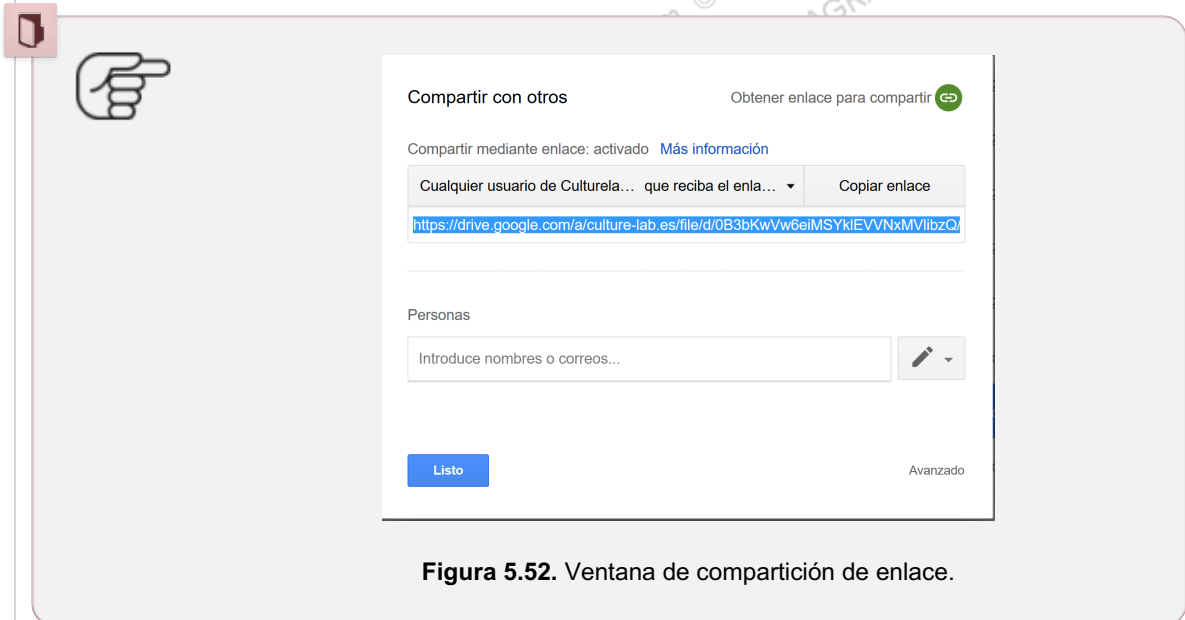 Compartir con otros
Obtener enlace para compartir
Compartir mediante enlace: activado Más información
Cualquier usuario de Culturela… que reciba el enla…
Copiar enlace
https://drive.google.com/a/culture-lab.es/file/d/0B3bKwVw6eiMSYklEVVNxMVlibzQ/
Personas
Introduce nombres o correos...
Listo
Avanzado
Figura 5.52. Ventana de compartición de enlace.